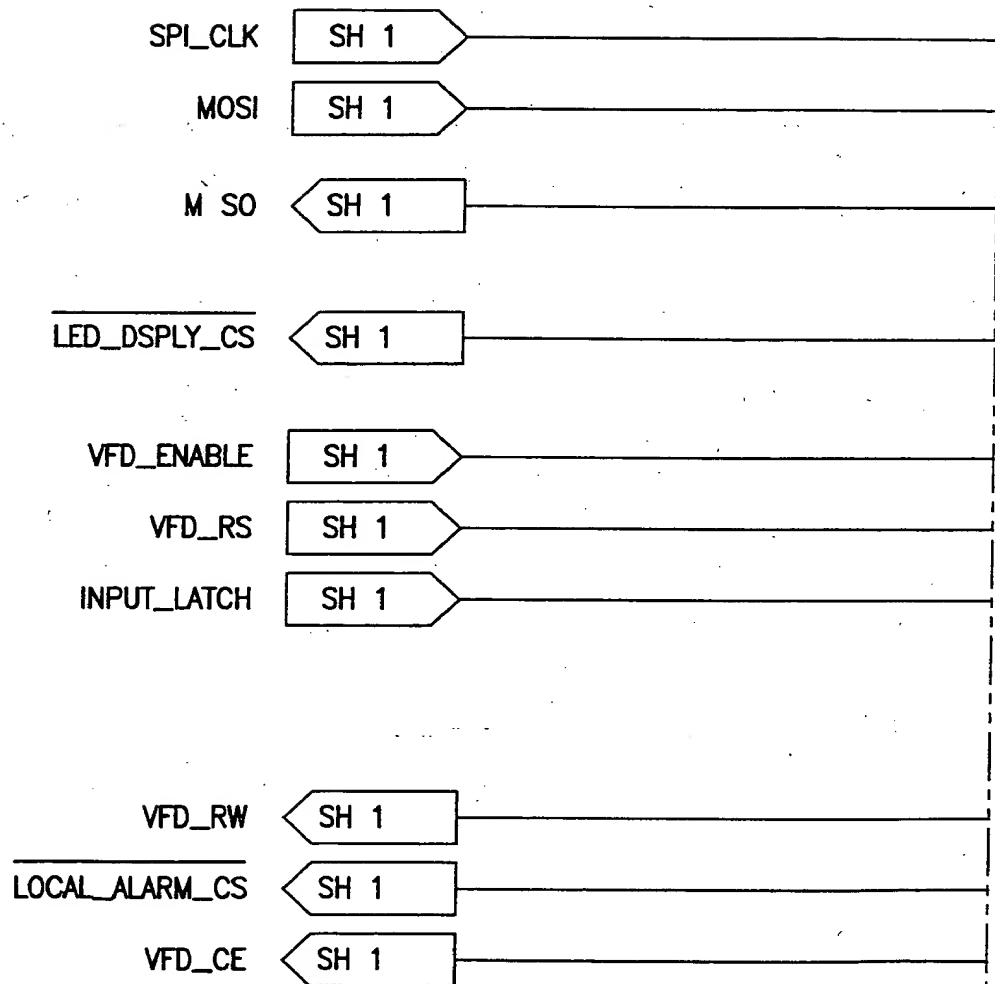 SPI_CLK SH 1
MOSI SH 1
M SO SH 1
LED_DSPLY_CS SH 1
VFD_ENABLE SH 1
VFD_RS SH 1
INPUT_LATCH SH 1
VFD_RW SH 1
LOCAL_ALARM_CS SH 1
VFD_CE SH 1